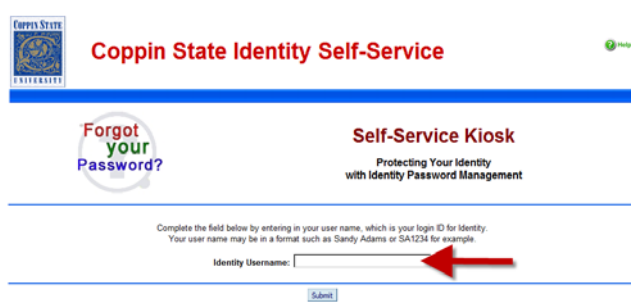 COPPIN STATE
UNIVERSITY
Coppin State Identity Self-Service
Help
Forgot
your
Password?
Self-Service Kiosk
Protecting Your Identity
with Identity Password Management
Complete the field below by entering in your user name, which is your login ID for Identity.
Your user name may be in a format such as Sandy Adams or SA1234 for example.
Identity Username:
Submit